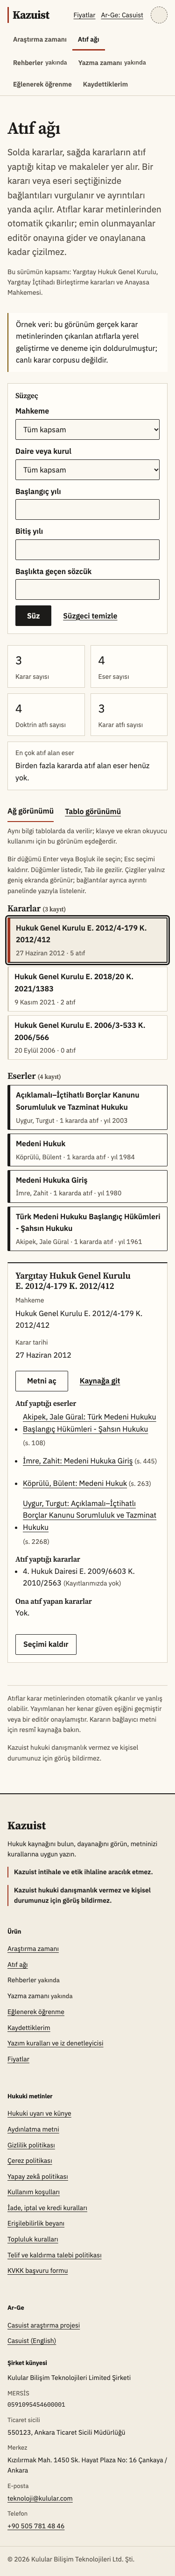 Kazuist
Fiyatlar Ar-Ge: Casuist
Araştırma zamanı Atıf ağı
Rehberler yakında Yazma zamanı yakında
Eğlenerek öğrenme Kaydettiklerim
Atıf ağı
Solda kararlar, sağda kararların atıf
yaptığı kitap ve makaleler yer alır. Bir
kararı veya eseri seçtiğinizde
bağlantıları vurgulanır ve ayrıntıları
yanda açılır. Atıflar karar metinlerinden
otomatik çıkarılır; emin olunmayanlar
editör onayına gider ve onaylanana
kadar çizilmez.
Bu sürümün kapsamı: Yargıtay Hukuk Genel Kurulu,
Yargıtay İçtihadı Birleştirme kararları ve Anayasa
Mahkemesi.
Örnek veri: bu görünüm gerçek karar
metinlerinden çıkarılan atıflarla yerel
geliştirme ve deneme için doldurulmuştur;
canlı karar corpusu değildir.
Süzgeç
Mahkeme
Tüm kapsam
Daire veya kurul
Tüm kapsam
Başlangıç yılı
Bitiş yılı
Başlıkta geçen sözcük
Süz Süzgeci temizle
3
Karar sayısı
4
Eser sayısı
4
Doktrin atfı sayısı
3
Karar atfı sayısı
En çok atıf alan eser
Birden fazla kararda atıf alan eser henüz
yok.
Ağ görünümü Tablo görünümü
Aynı bilgi tablolarda da verilir; klavye ve ekran okuyucu
kullanımı için bu görünüm eşdeğerdir.
Bir düğümü Enter veya Boşluk ile seçin; Esc seçimi
kaldırır. Düğümler listedir, Tab ile gezilir. Çizgiler yalnız
geniş ekranda görünür; bağlantılar ayrıca ayrıntı
panelinde yazıyla listelenir.
Kararlar (3 kayıt)
Hukuk Genel Kurulu E. 2012/4-179 K.
2012/412
27 Haziran 2012 · 5 atıf
Hukuk Genel Kurulu E. 2018/20 K.
2021/1383
9 Kasım 2021 · 2 atıf
Hukuk Genel Kurulu E. 2006/3-533 K.
2006/566
20 Eylül 2006 · 0 atıf
Eserler (4 kayıt)
Açıklamalı–İçtihatlı Borçlar Kanunu
Sorumluluk ve Tazminat Hukuku
Uygur, Turgut · 1 kararda atıf · yıl 2003
Medeni Hukuk
Köprülü, Bülent · 1 kararda atıf · yıl 1984
Medeni Hukuka Giriş
İmre, Zahit · 1 kararda atıf · yıl 1980
Türk Medeni Hukuku Başlangıç Hükümleri
- Şahsın Hukuku
Akipek, Jale Güral · 1 kararda atıf · yıl 1961
Yargıtay Hukuk Genel Kurulu
E. 2012/4-179 K. 2012/412
Mahkeme
Hukuk Genel Kurulu E. 2012/4-179 K.
2012/412
Karar tarihi
27 Haziran 2012
Metni aç Kaynağa git
Atıf yaptığı eserler
Akipek, Jale Güral: Türk Medeni Hukuku
Başlangıç Hükümleri - Şahsın Hukuku
(s. 108)
İmre, Zahit: Medeni Hukuka Giriş (s. 445)
Köprülü, Bülent: Medeni Hukuk (s. 263)
Uygur, Turgut: Açıklamalı–İçtihatlı
Borçlar Kanunu Sorumluluk ve Tazminat
Hukuku
(s. 2268)
Atıf yaptığı kararlar
4. Hukuk Dairesi E. 2009/6603 K.
2010/2563 (Kayıtlarımızda yok)
Ona atıf yapan kararlar
Yok.
Seçimi kaldır
Atıflar karar metinlerinden otomatik çıkarılır ve yanlış
olabilir. Yayımlanan her kenar güven eşiğini geçmiştir
veya bir editör onaylamıştır. Kararın bağlayıcı metni
için resmî kaynağa bakın.
Kazuist hukuki danışmanlık vermez ve kişisel
durumunuz için görüş bildirmez.
Kazuist
Hukuk kaynağını bulun, dayanağını görün, metninizi
kurallarına uygun yazın.
Kazuist intihale ve etik ihlaline aracılık etmez.
Kazuist hukuki danışmanlık vermez ve kişisel
durumunuz için görüş bildirmez.
Ürün
Araştırma zamanı
Atıf ağı
Rehberler yakında
Yazma zamanı yakında
Eğlenerek öğrenme
Kaydettiklerim
Yazım kuralları ve iz denetleyicisi
Fiyatlar
Hukuki metinler
Hukuki uyarı ve künye
Aydınlatma metni
Gizlilik politikası
Çerez politikası
Yapay zekâ politikası
Kullanım koşulları
İade, iptal ve kredi kuralları
Erişilebilirlik beyanı
Topluluk kuralları
Telif ve kaldırma talebi politikası
KVKK başvuru formu
Ar-Ge
Casuist araştırma projesi
Casuist (English)
Şirket künyesi
Kulular Bilişim Teknolojileri Limited Şirketi
MERSİS
0591095454600001
Ticaret sicili
550123, Ankara Ticaret Sicili Müdürlüğü
Merkez
Kızılırmak Mah. 1450 Sk. Hayat Plaza No: 16 Çankaya /
Ankara
E-posta
teknoloji@kulular.com
Telefon
+90 505 781 48 46
© 2026 Kulular Bilişim Teknolojileri Ltd. Şti.